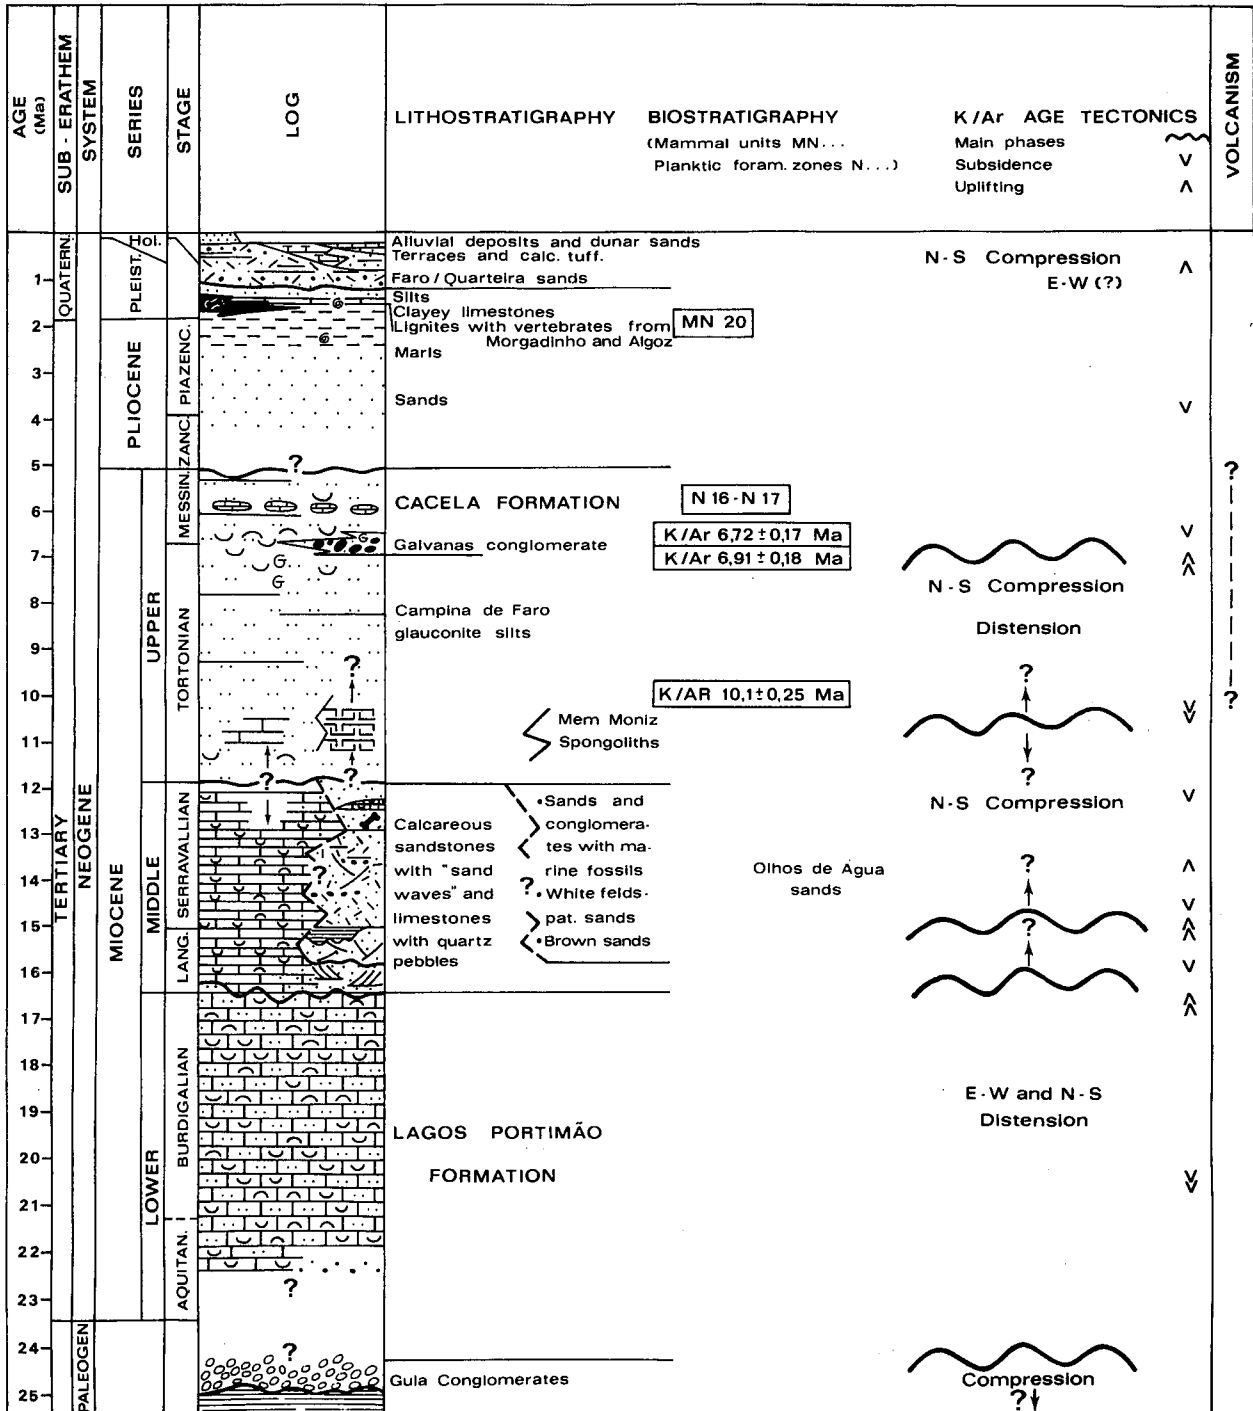 AGE
(Ma)
SUB - ERATHEM
SYSTEM
SERIES
STAGE
LOG
LITHOSTRATIGRAPHY
BIOSTRATIGRAPHY
(Mammal units MN...
Planktic foram. zones N...)
K/Ar AGE TECTONICS
Main phases
Subsidence V
Uplifting Λ
VOLCANISM
QUATERN.
TERTIARY
NEOGENE
PALEOGEN.
Hol.
PLEIST.
PLIOCENE
MIOCENE
UPPER
MIDDLE
LOWER
PIAZENC.
ZANC.
MESSIN.
TORTONIAN
SERRAVALLIAN
LANG.
BURDIGALIAN
AQUITAN.
1
2
3
4
5
6
7
8
9
10
11
12
13
14
15
16
17
18
19
20
21
22
23
24
25
?
?
?
?
?
?
?
?
Alluvial deposits and dunar sands
Terraces and calc. tuff.
Faro/Quarteira sands
Silts
Clayey limestones
Lignites with vertebrates from
Morgadinho and Algoz
Marls
Sands
CACELA FORMATION
Galvanas conglomerate
Campina de Faro
glauconite silts
Mem Moniz
Spongoliths
Calcareous
sandstones
with "sand
waves" and
limestones
with quartz
pebbles
?
•Sands and
conglomera-
tes with ma-
rine fossils
•White felds-
pat. sands
•Brown sands
LAGOS PORTIMÃO
FORMATION
Guia Conglomerates
MN 20
N 16-N 17
K/Ar 6,72±0,17 Ma
K/Ar 6,91±0,18 Ma
K/AR 10,1±0,25 Ma
Olhos de Água
sands
N-S Compression
E-W (?)
N-S Compression
Distension
?
?
N-S Compression
?
?
E-W and N-S
Distension
Compression
?
?
?